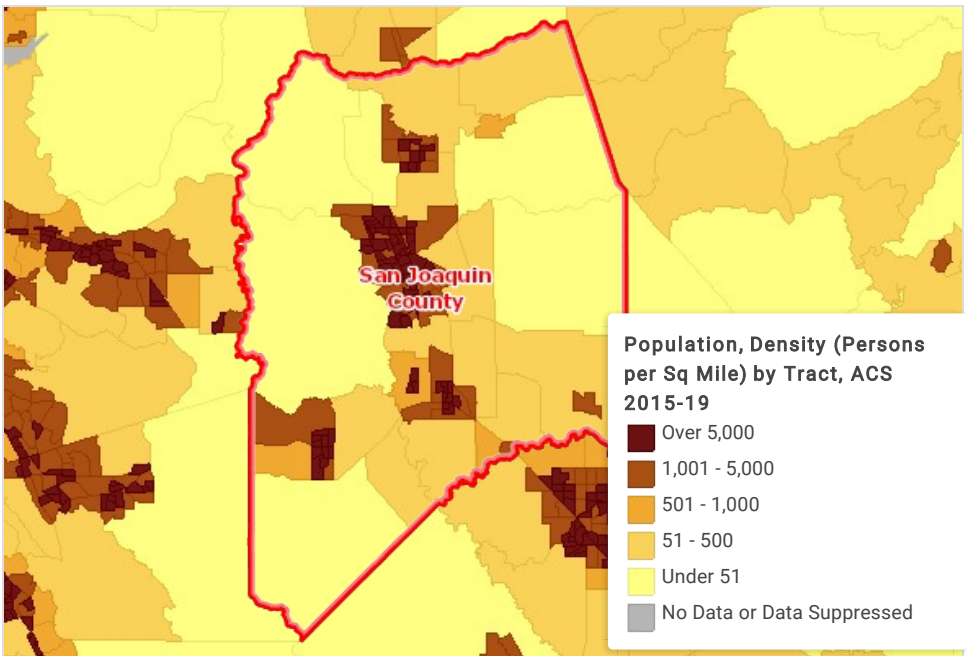 San Joaquin
County
Population, Density (Persons
per Sq Mile) by Tract, ACS
2015-19
Over 5,000
1,001 - 5,000
501 - 1,000
51 - 500
Under 51
No Data or Data Suppressed